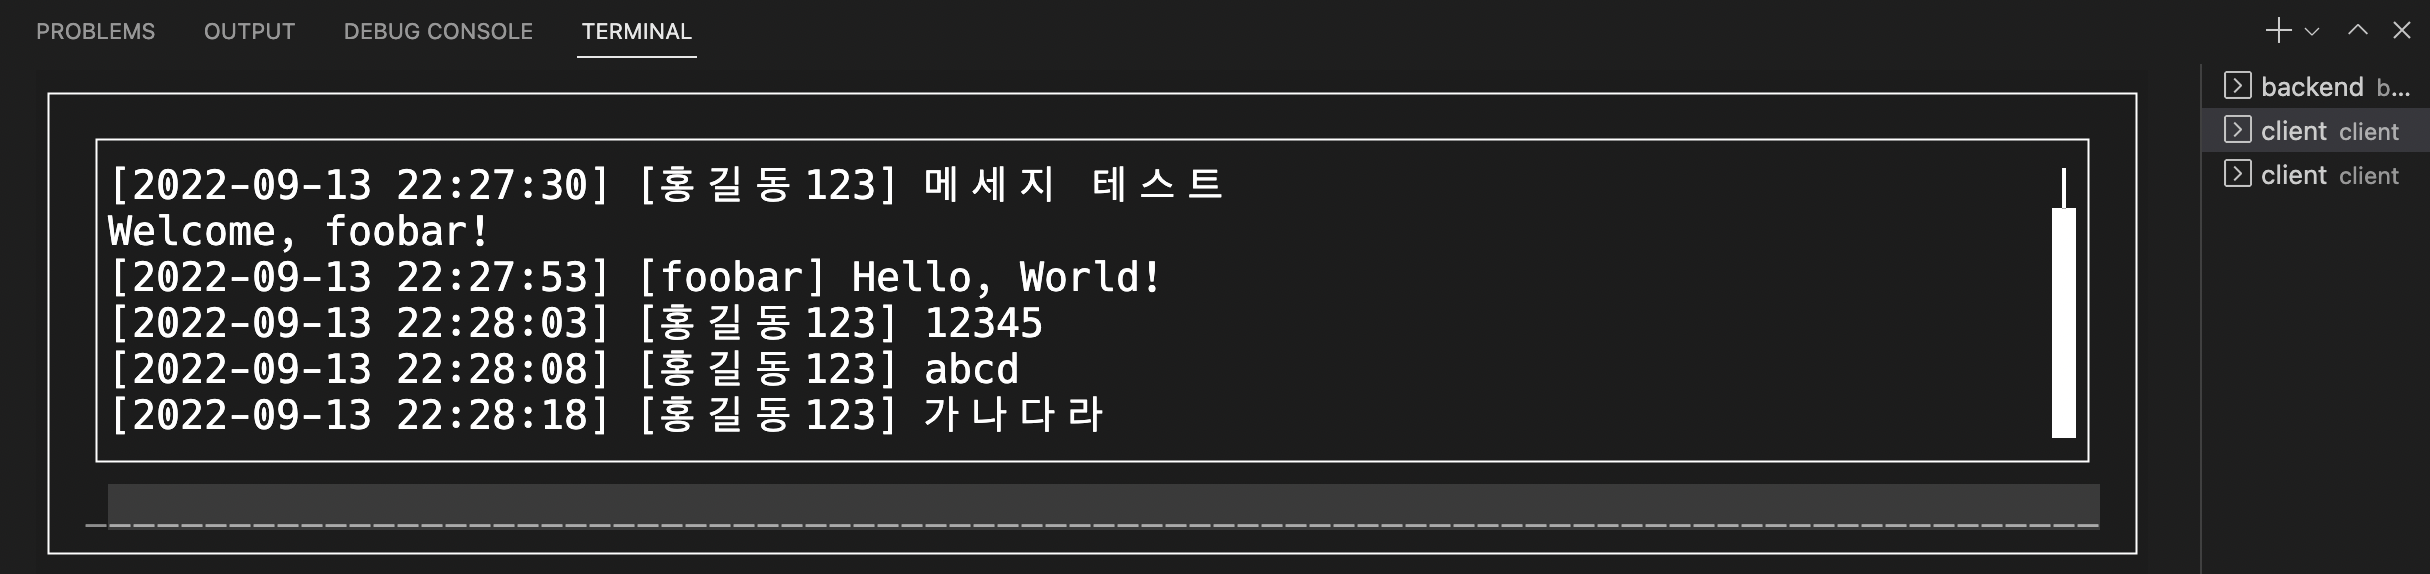 PROBLEMS OUTPUT DEBUG CONSOLE TERMINAL
[2022-09-13 22:27:30] [홍길동123] 메세지 테스트
Welcome, foobar!
[2022-09-13 22:27:53] [foobar] Hello, World!
[2022-09-13 22:28:03] [홍길동123] 12345
[2022-09-13 22:28:08] [홍길동123] abcd
[2022-09-13 22:28:18] [홍길동123] 가나다라
backend b...
client client
client client